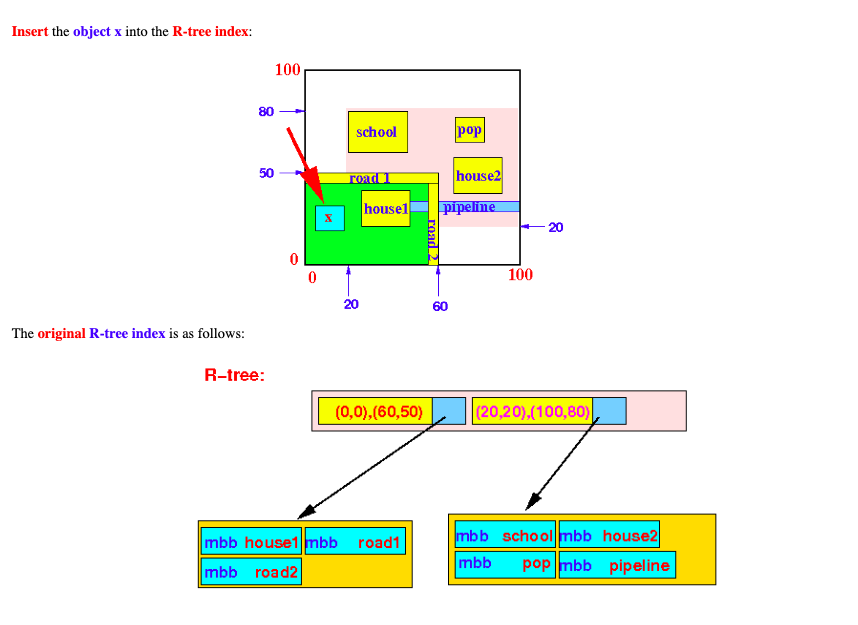 Insert the object x into the R-tree index:
100
80
school
pop
50
road 1
house2
x
house1
pipeline
road 2
20
0
0
100
20
60
The original R-tree index is as follows:
R-tree:
(0,0),(60,50) (20,20),(100,80)
mbb house1 mbb road1
mbb road2
mbb school mbb house2
mbb pop mbb pipeline